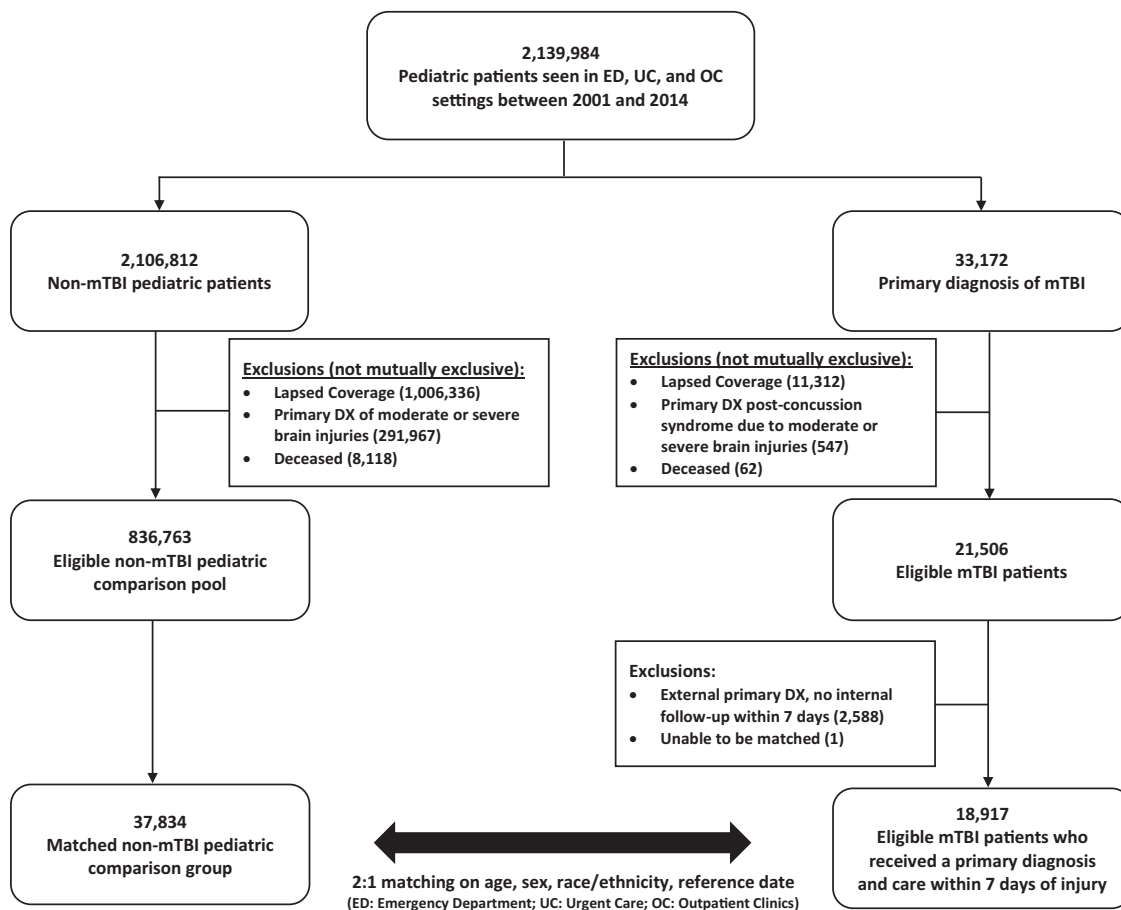 2,139,984
Pediatric patients seen in ED, UC, and OC
settings between 2001 and 2014
2,106,812
Non-mTBI pediatric patients
33,172
Primary diagnosis of mTBI
Exclusions (not mutually exclusive):
• Lapsed Coverage (1,006,336)
• Primary DX of moderate or severe
brain injuries (291,967)
• Deceased (8,118)
Exclusions (not mutually exclusive):
• Lapsed Coverage (11,312)
• Primary DX post-concussion
syndrome due to moderate or
severe brain injuries (547)
• Deceased (62)
836,763
Eligible non-mTBI pediatric
comparison pool
21,506
Eligible mTBI patients
Exclusions:
• External primary DX, no internal
follow-up within 7 days (2,588)
• Unable to be matched (1)
37,834
Matched non-mTBI pediatric
comparison group
18,917
Eligible mTBI patients who
received a primary diagnosis
and care within 7 days of injury
2:1 matching on age, sex, race/ethnicity, reference date
(ED: Emergency Department; UC: Urgent Care; OC: Outpatient Clinics)